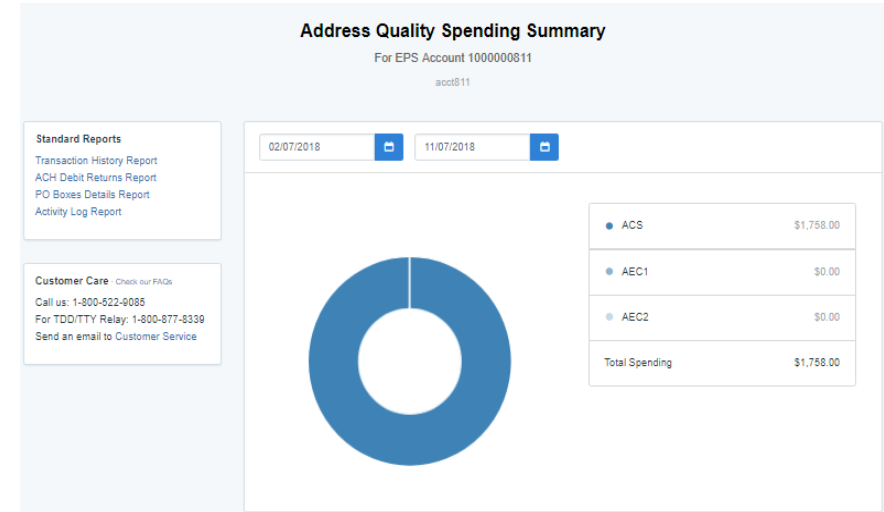 Address Quality Spending Summary
For EPS Account 1000000811
acct811
Standard Reports
Transaction History Report
ACH Debit Returns Report
PO Boxes Details Report
Activity Log Report
Customer Care - Check our FAQs
Call us: 1-800-522-9085
For TDD/TTY Relay: 1-800-877-8339
Send an email to Customer Service
02/07/2018 11/07/2018
ACS $1,758.00
AEC1 $0.00
AEC2 $0.00
Total Spending $1,758.00